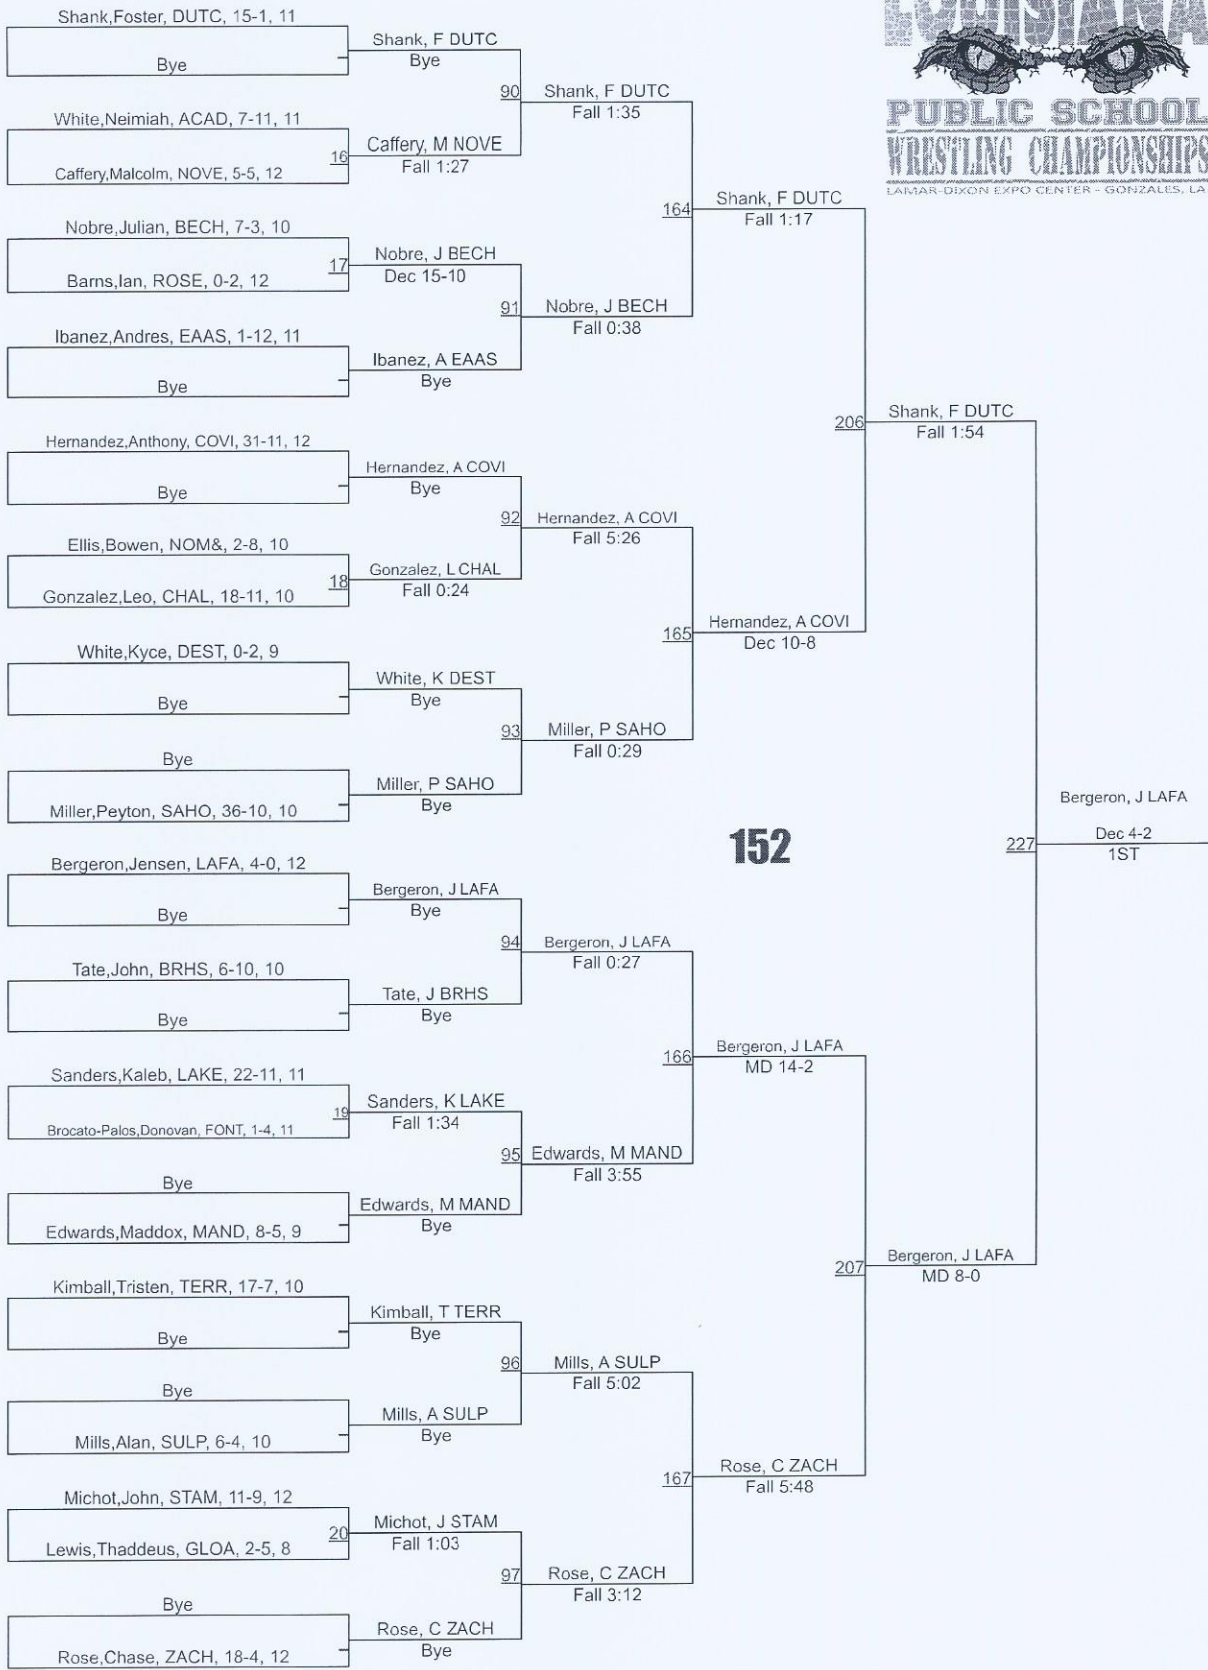 LOUISIANA
PUBLIC SCHOOL
WRESTLING CHAMPIONSHIPS
LAMAR-DIXON EXPO CENTER - GONZALES, LA
Shank,Foster, DUTC, 15-1, 11
Bye
White,Neimiah, ACAD, 7-11, 11
16
Caffery,Malcolm, NOVE, 5-5, 12
Nobre,Julian, BECH, 7-3, 10
17
Barns,Ian, ROSE, 0-2, 12
Ibanez,Andres, EAAS, 1-12, 11
Bye
Hernandez,Anthony, COVI, 31-11, 12
Bye
Ellis,Bowen, NOM&, 2-8, 10
18
Gonzalez,Leo, CHAL, 18-11, 10
White,Kyce, DEST, 0-2, 9
Bye
Bye
Miller,Peyton, SAHO, 36-10, 10
Bergeron,Jensen, LAFA, 4-0, 12
Bye
Tate,John, BRHS, 6-10, 10
Bye
Sanders,Kaleb, LAKE, 22-11, 11
19
Brocato-Palos,Donovan, FONT, 1-4, 11
Bye
Edwards,Maddox, MAND, 8-5, 9
Kimball,Tristen, TERR, 17-7, 10
Bye
Bye
Mills,Alan, SULP, 6-4, 10
Michot,John, STAM, 11-9, 12
20
Lewis,Thaddeus, GLOA, 2-5, 8
Bye
Rose,Chase, ZACH, 18-4, 12
Shank, F DUTC
Bye
90
Caffery, M NOVE
Fall 1:27
Nobre, J BECH
Dec 15-10
91
Ibanez, A EAAS
Bye
Hernandez, A COVI
Bye
92
Gonzalez, L CHAL
Fall 0:24
White, K DEST
Bye
93
Miller, P SAHO
Bye
Bergeron, J LAFA
Bye
94
Tate, J BRHS
Bye
Sanders, K LAKE
Fall 1:34
95
Edwards, M MAND
Bye
Kimball, T TERR
Bye
96
Mills, A SULP
Bye
Michot, J STAM
Fall 1:03
97
Rose, C ZACH
Bye
Shank, F DUTC
Fall 1:35
164
Nobre, J BECH
Fall 0:38
Hernandez, A COVI
Fall 5:26
165
Miller, P SAHO
Fall 0:29
Bergeron, J LAFA
Fall 0:27
166
Edwards, M MAND
Fall 3:55
Mills, A SULP
Fall 5:02
167
Rose, C ZACH
Fall 3:12
Shank, F DUTC
Fall 1:17
206
Hernandez, A COVI
Dec 10-8
152
Bergeron, J LAFA
MD 14-2
207
Rose, C ZACH
Fall 5:48
Shank, F DUTC
Fall 1:54
227
Bergeron, J LAFA
MD 8-0
Bergeron, J LAFA
Dec 4-2
1ST